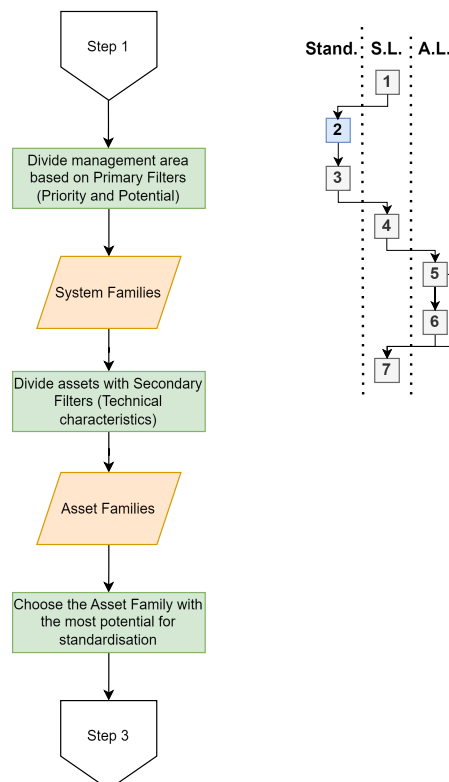 Step 1
Divide management area
based on Primary Filters
(Priority and Potential)
System Families
Divide assets with Secondary
Filters (Technical
characteristics)
Asset Families
Choose the Asset Family with
the most potential for
standardisation
Step 3
Stand. S.L. A.L.
1
2
3
4
5
6
7